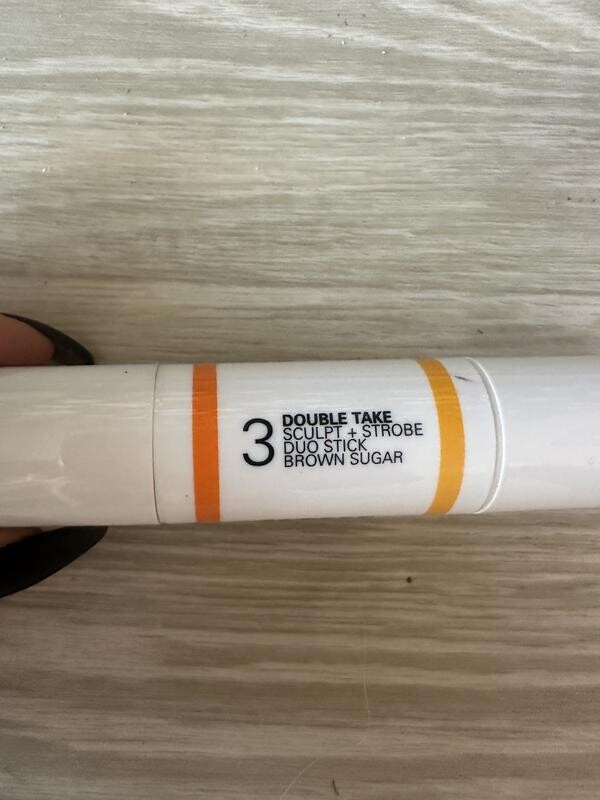 3
DOUBLE TAKE
SCULPT + STROBE
DUO STICK
BROWN SUGAR